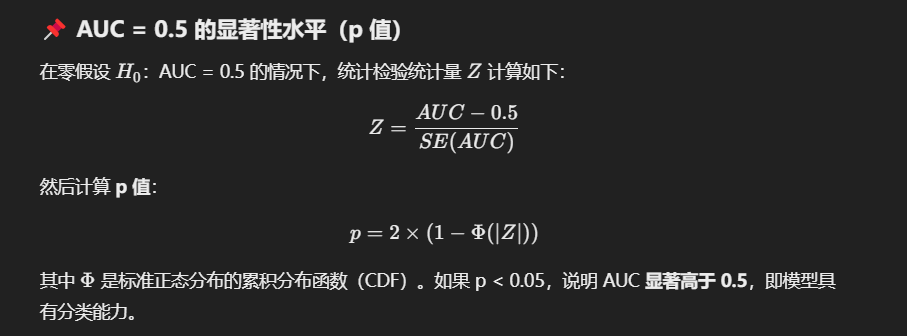 📌 AUC = 0.5 的显著性水平（p 值）
在零假设 H₀：AUC = 0.5 的情况下，统计检验统计量 Z 计算如下：
Z = \frac{AUC - 0.5}{SE(AUC)}
然后计算 p 值：
p = 2 × (1 − Φ(|Z|))
其中 Φ 是标准正态分布的累积分布函数（CDF）。如果 p < 0.05，说明 AUC 显著高于 0.5，即模型具
有分类能力。